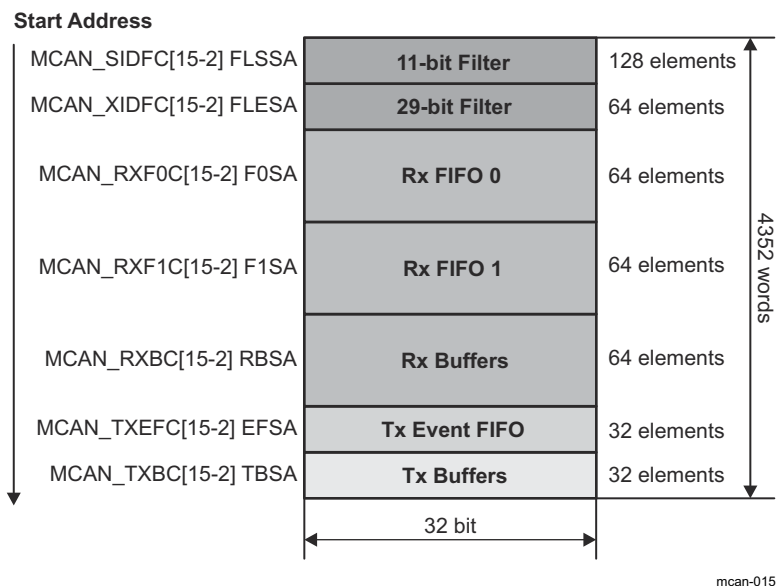 Start Address
MCAN_SIDFC[15-2] FLSSA 11-bit Filter 128 elements
MCAN_XIDFC[15-2] FLESA 29-bit Filter 64 elements
MCAN_RXF0C[15-2] F0SA Rx FIFO 0 64 elements
MCAN_RXF1C[15-2] F1SA Rx FIFO 1 64 elements
4352 words
MCAN_RXBC[15-2] RBSA Rx Buffers 64 elements
MCAN_TXEFC[15-2] EFSA Tx Event FIFO 32 elements
MCAN_TXBC[15-2] TBSA Tx Buffers 32 elements
32 bit
mcan-015